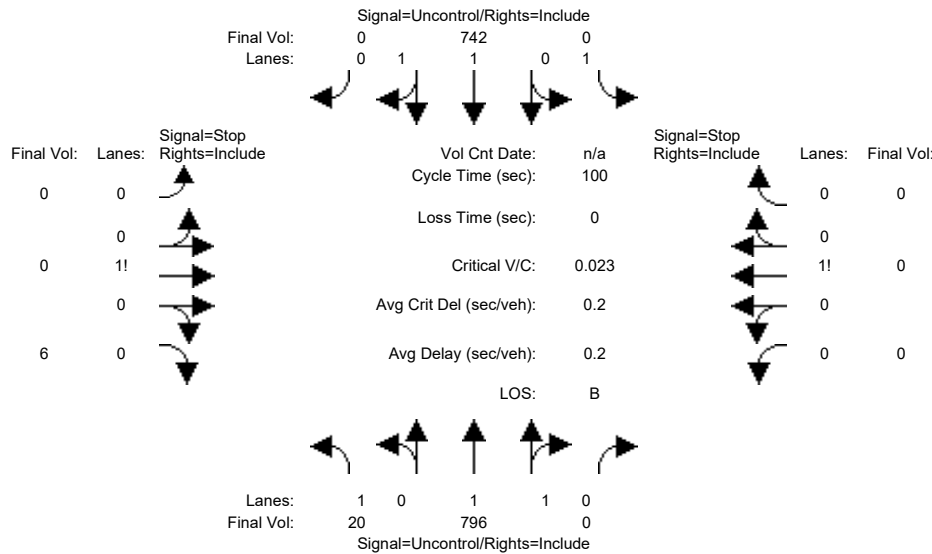 Signal=Uncontrol/Rights=Include
Final Vol: 0 742 0
Lanes: 0 1 1 0 1
Signal=Stop Signal=Stop
Final Vol: Lanes: Rights=Include Vol Cnt Date: n/a Rights=Include Lanes: Final Vol:
Cycle Time (sec): 100
0 0 0 0
Loss Time (sec): 0
0 0
0 1! Critical V/C: 0.023 1! 0
0 Avg Crit Del (sec/veh): 0.2 0
6 0 Avg Delay (sec/veh): 0.2 0 0
LOS: B
Lanes: 1 0 1 1 0
Final Vol: 20 796 0
Signal=Uncontrol/Rights=Include